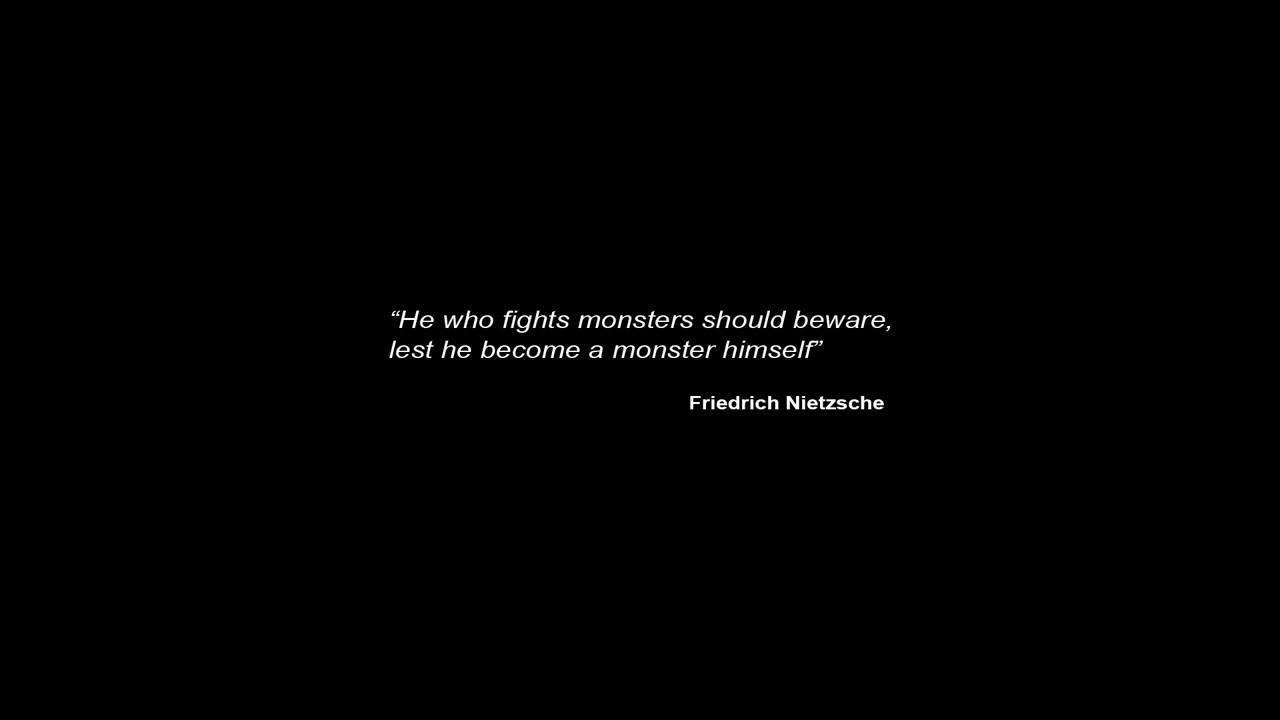 “He who fights monsters should beware,
lest he become a monster himself”
Friedrich Nietzsche